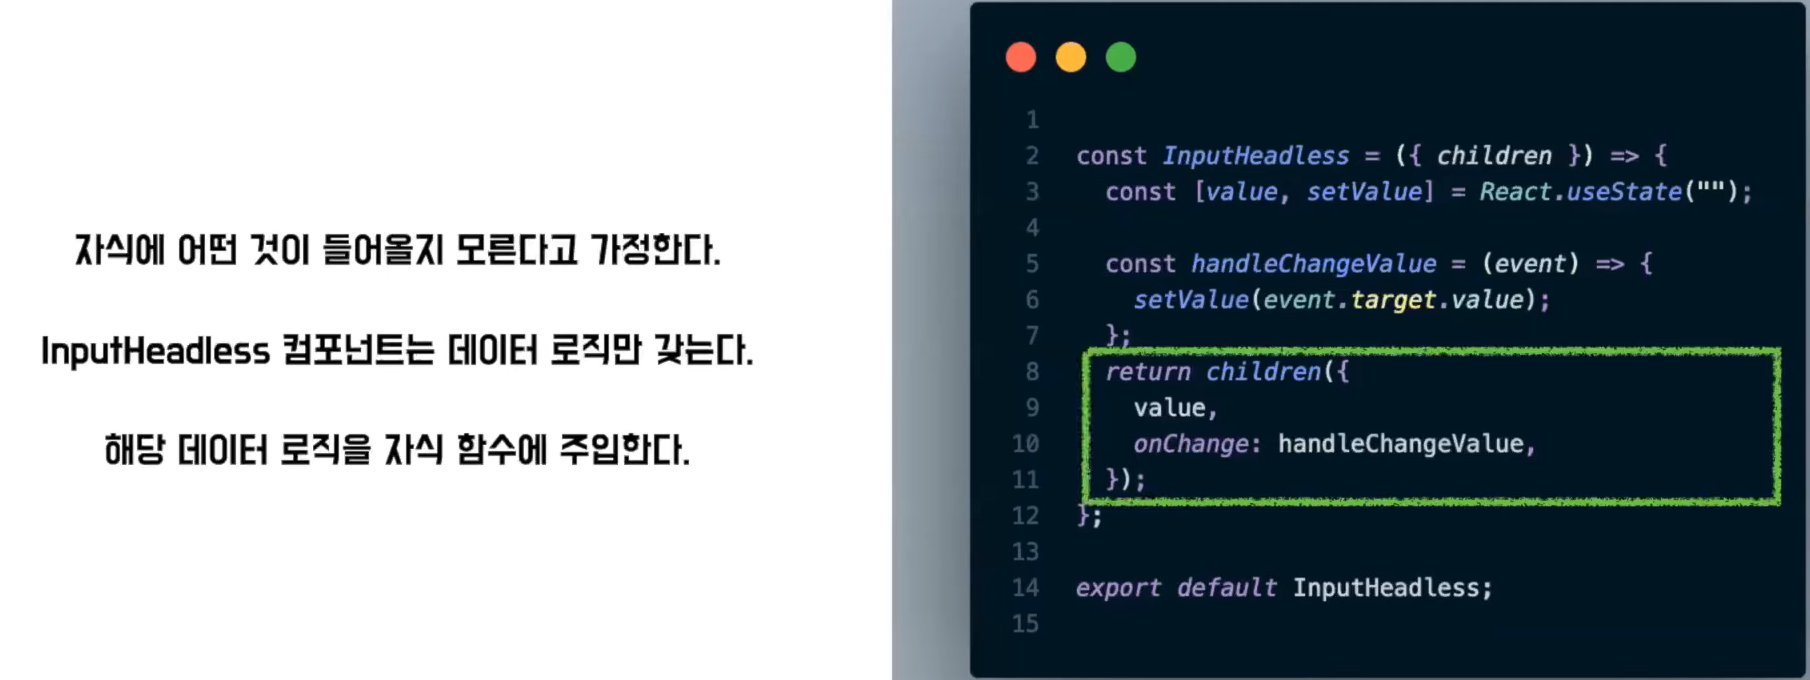 자식에 어떤 것이 들어올지 모른다고 가정한다.
InputHeadless 컴포넌트는 데이터 로직만 갖는다.
해당 데이터 로직을 자식 함수에 주입한다.
1
2 const InputHeadless = ({ children }) => {
3 const [value, setValue] = React.useState("");
4
5 const handleChangeValue = (event) => {
6 setValue(event.target.value);
7 };
8 return children({
9 value,
10 onChange: handleChangeValue,
11 });
12 };
13
14 export default InputHeadless;
15